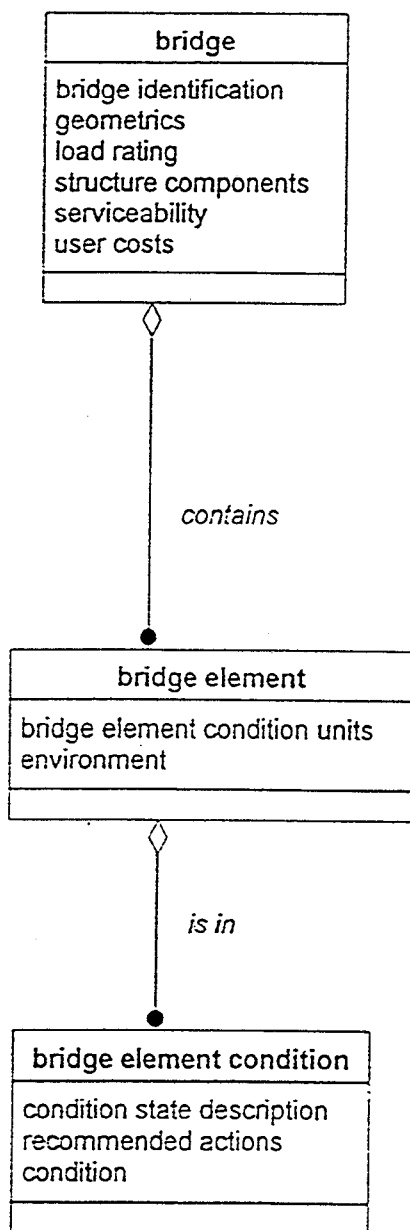 bridge
bridge identification
geometrics
load rating
structure components
serviceability
user costs
contains
bridge element
bridge element condition units
environment
is in
bridge element condition
condition state description
recommended actions
condition